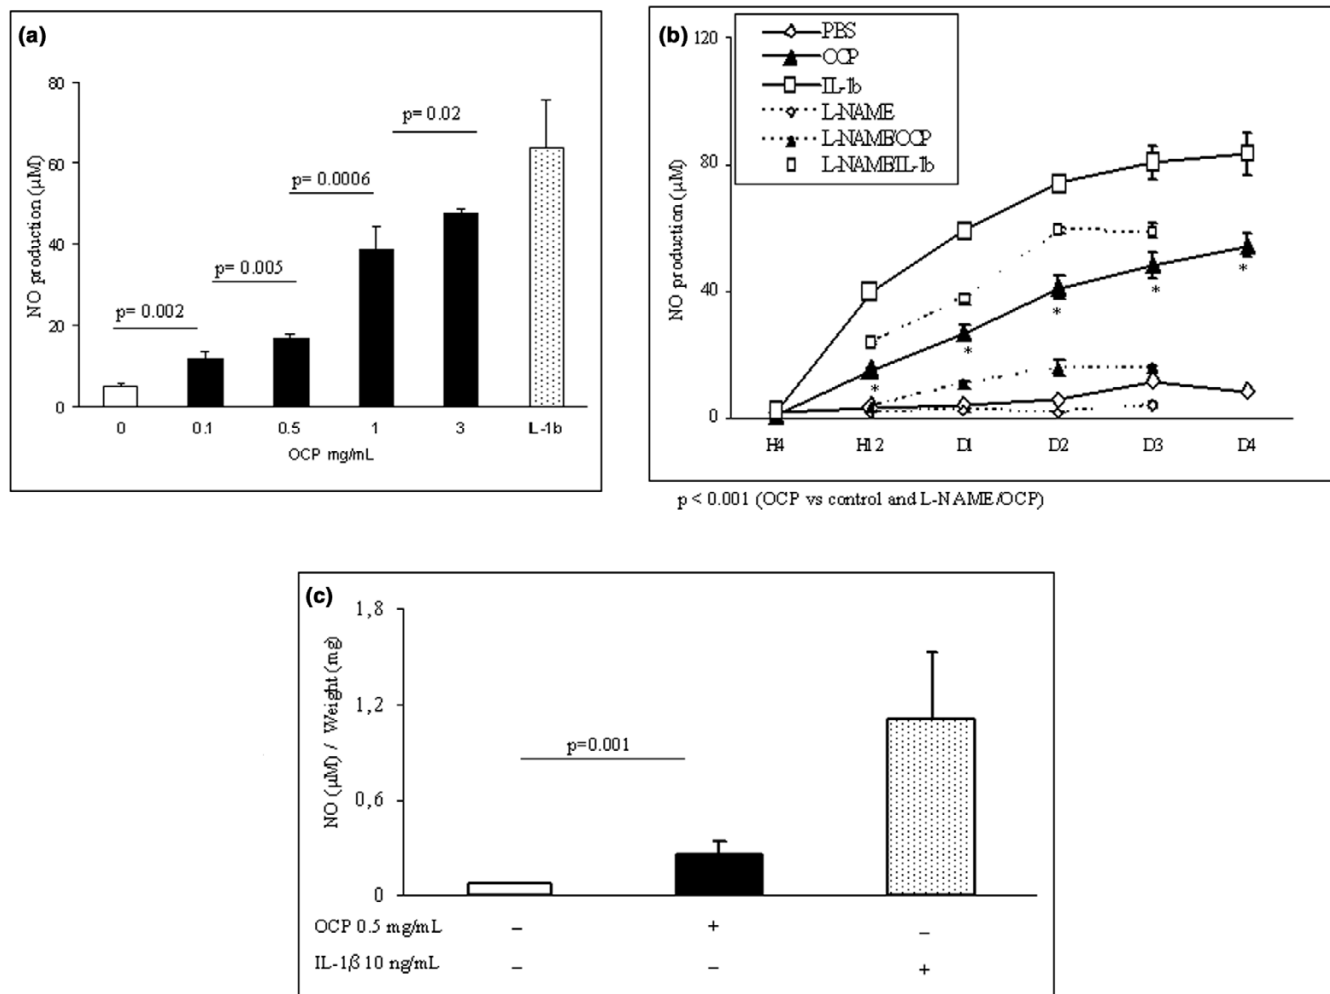 (a)
80
60
40
20
0
NO production (μM)
p= 0.002
p= 0.005
p= 0.0006
p= 0.02
0 0.1 0.5 1 3 L-1b
OCP mg/mL
(b)
120
80
40
0
NO production (μM)
PBS
OCP
IL-1b
L-NAME
L-NAME/OCP
L-NAME/IL-1b
* * * * *
H4 H12 D1 D2 D3 D4
p < 0.001 (OCP vs control and L-NAME/OCP)
(c)
1,8
1,2
0,6
0
NO (μM) / Weight (mg)
p=0.001
OCP 0.5 mg/mL – + –
IL-1β 10 ng/mL – – +